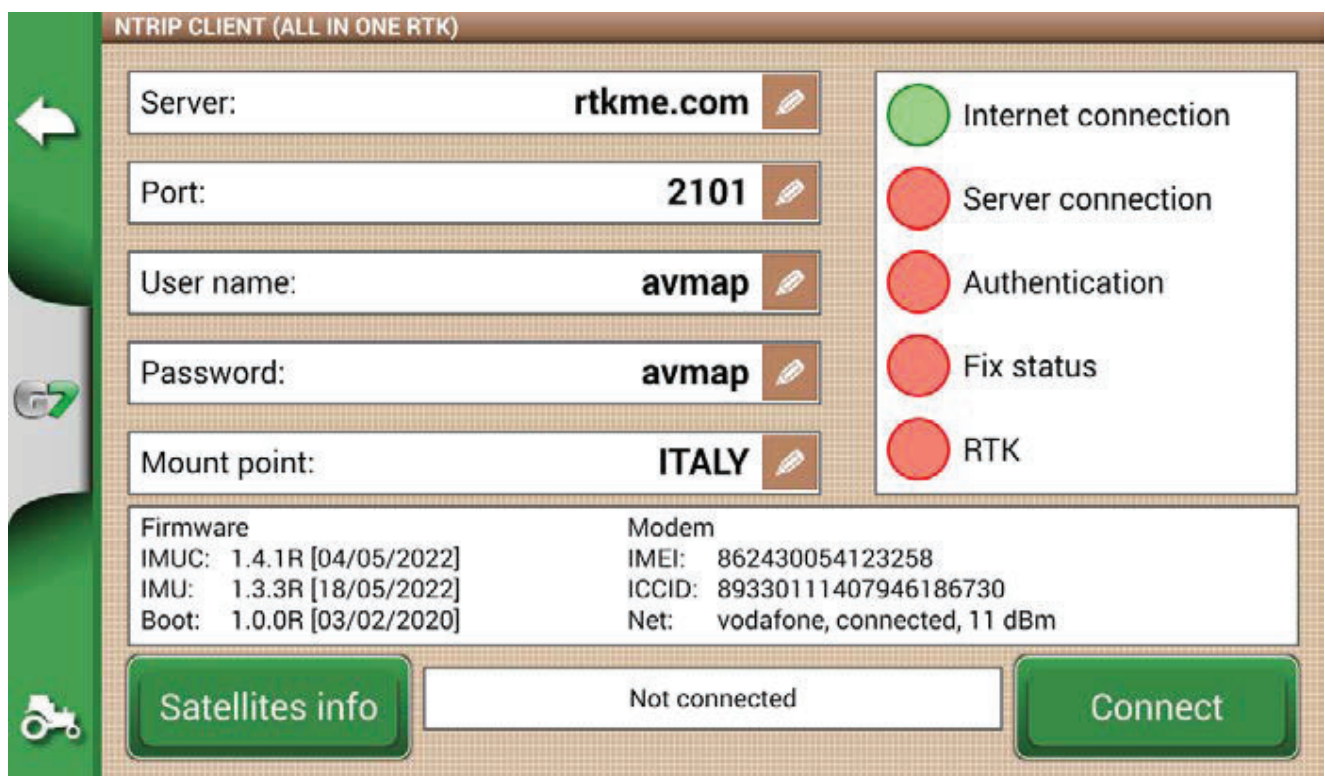 NTRIP CLIENT (ALL IN ONE RTK)
Server: rtkme.com
Port: 2101
User name: avmap
Password: avmap
Mount point: ITALY
Internet connection
Server connection
Authentication
Fix status
RTK
G7
Firmware
IMUC: 1.4.1R [04/05/2022]
IMU: 1.3.3R [18/05/2022]
Boot: 1.0.0R [03/02/2020]
Modem
IMEI: 862430054123258
ICCID: 89330111407946186730
Net: vodafone, connected, 11 dBm
Satellites info
Not connected
Connect